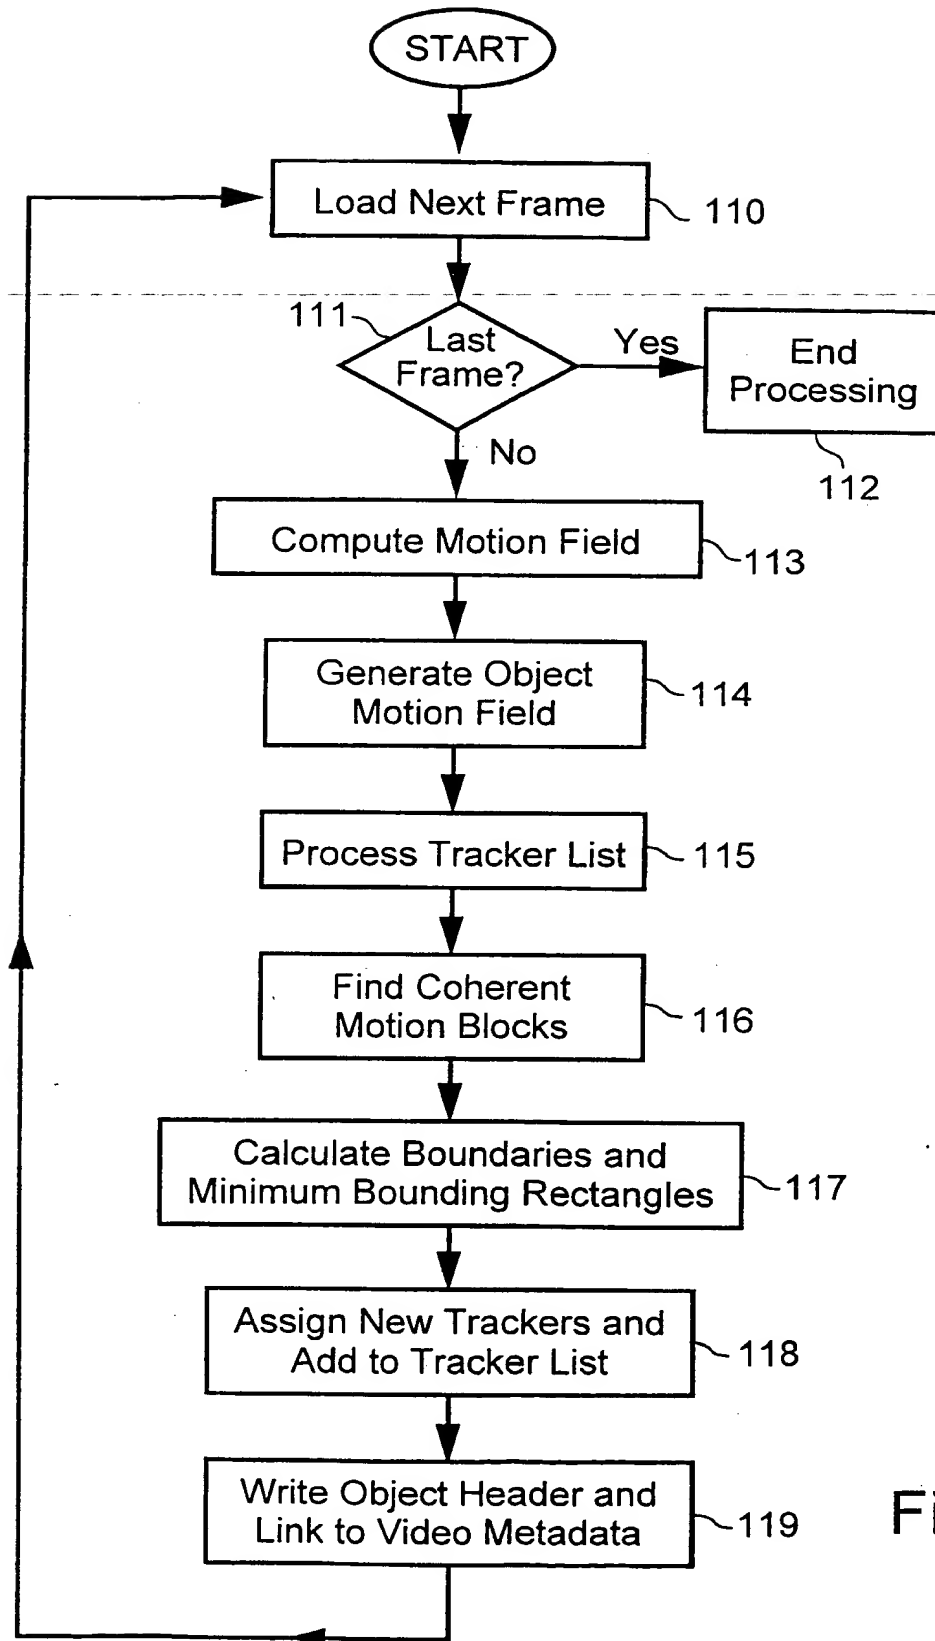 START
Load Next Frame
110
111
Last
Frame?
Yes
End
Processing
112
No
Compute Motion Field
113
Generate Object
Motion Field
114
Process Tracker List
115
Find Coherent
Motion Blocks
116
Calculate Boundaries and
Minimum Bounding Rectangles
117
Assign New Trackers and
Add to Tracker List
118
Write Object Header and
Link to Video Metadata
119